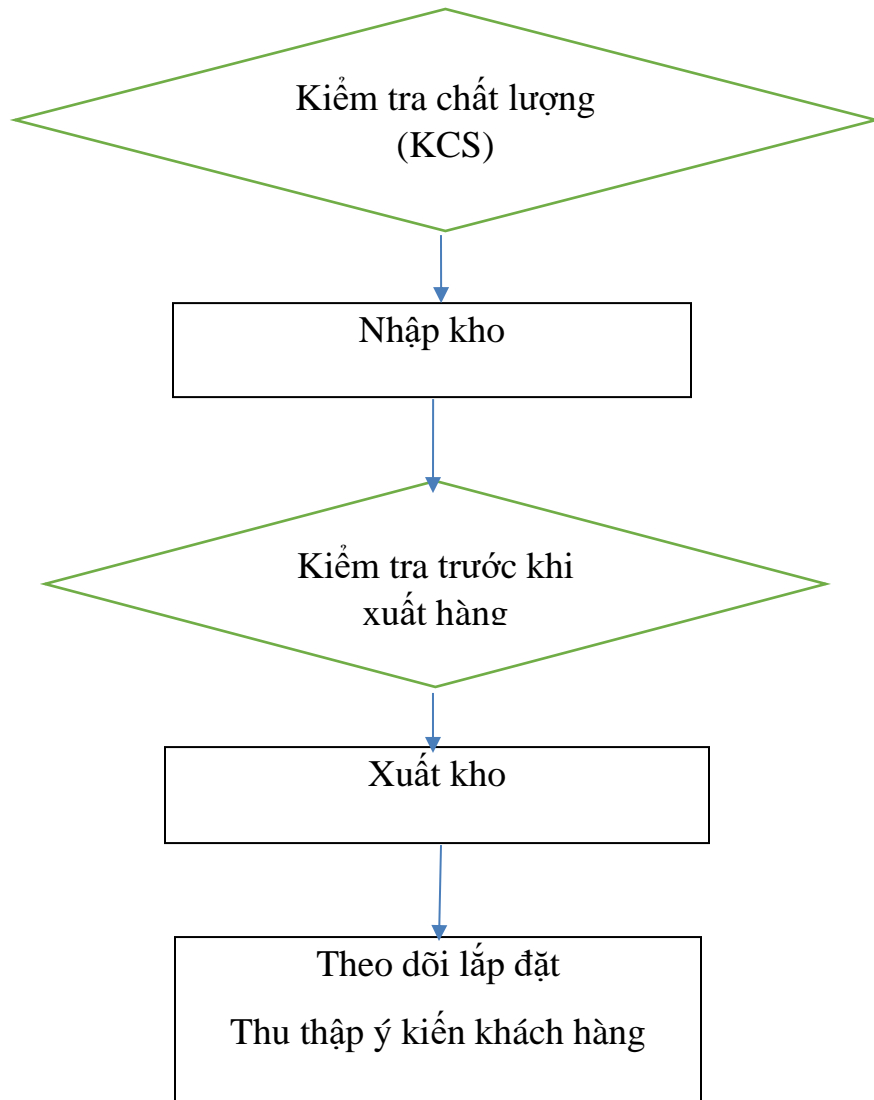 Kiểm tra chất lượng
(KCS)
Nhập kho
Kiểm tra trước khi
xuất hàng
Xuất kho
Theo dõi lắp đặt
Thu thập ý kiến khách hàng